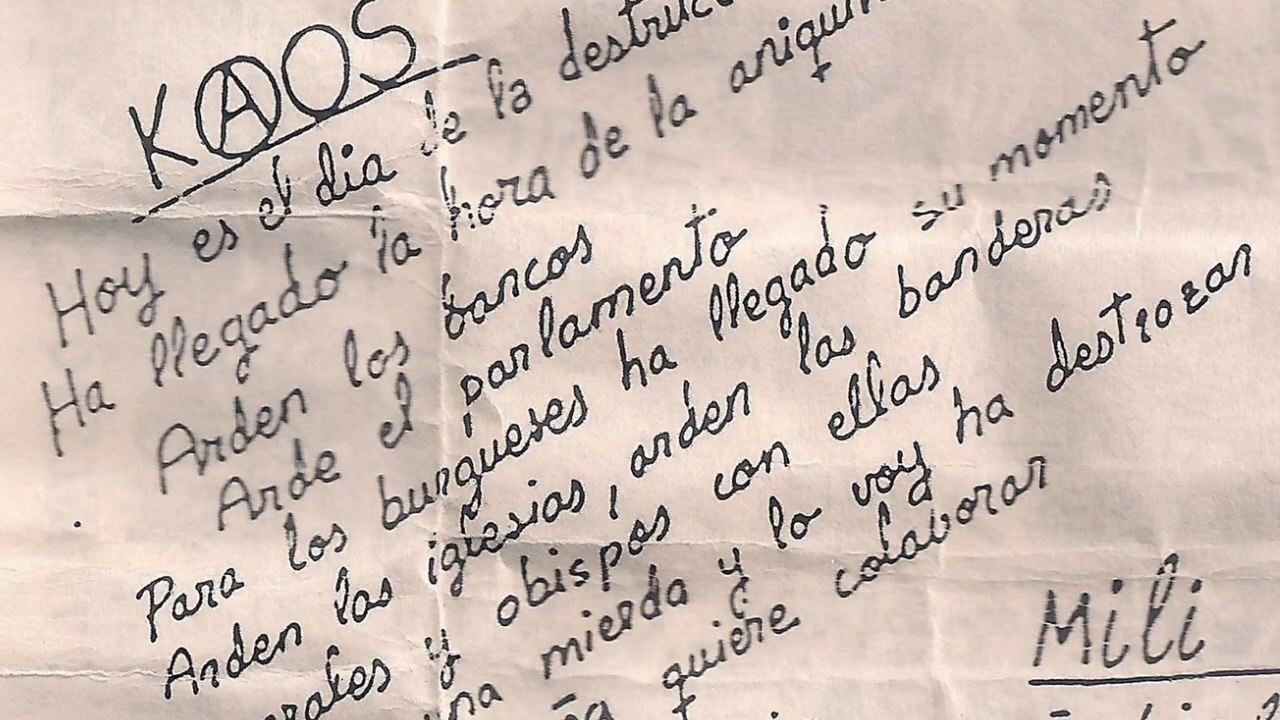 KAOS
Hoy es el dia de la
Ha llegado la hora de la
Arden los bancos
Arde el parlamento
Para los burgueses ha llegado su momento
Arden las iglesias, arden las banderas
y obispos con ellas
mierda y lo voy ha destrozar
quiere colaborar
Mili